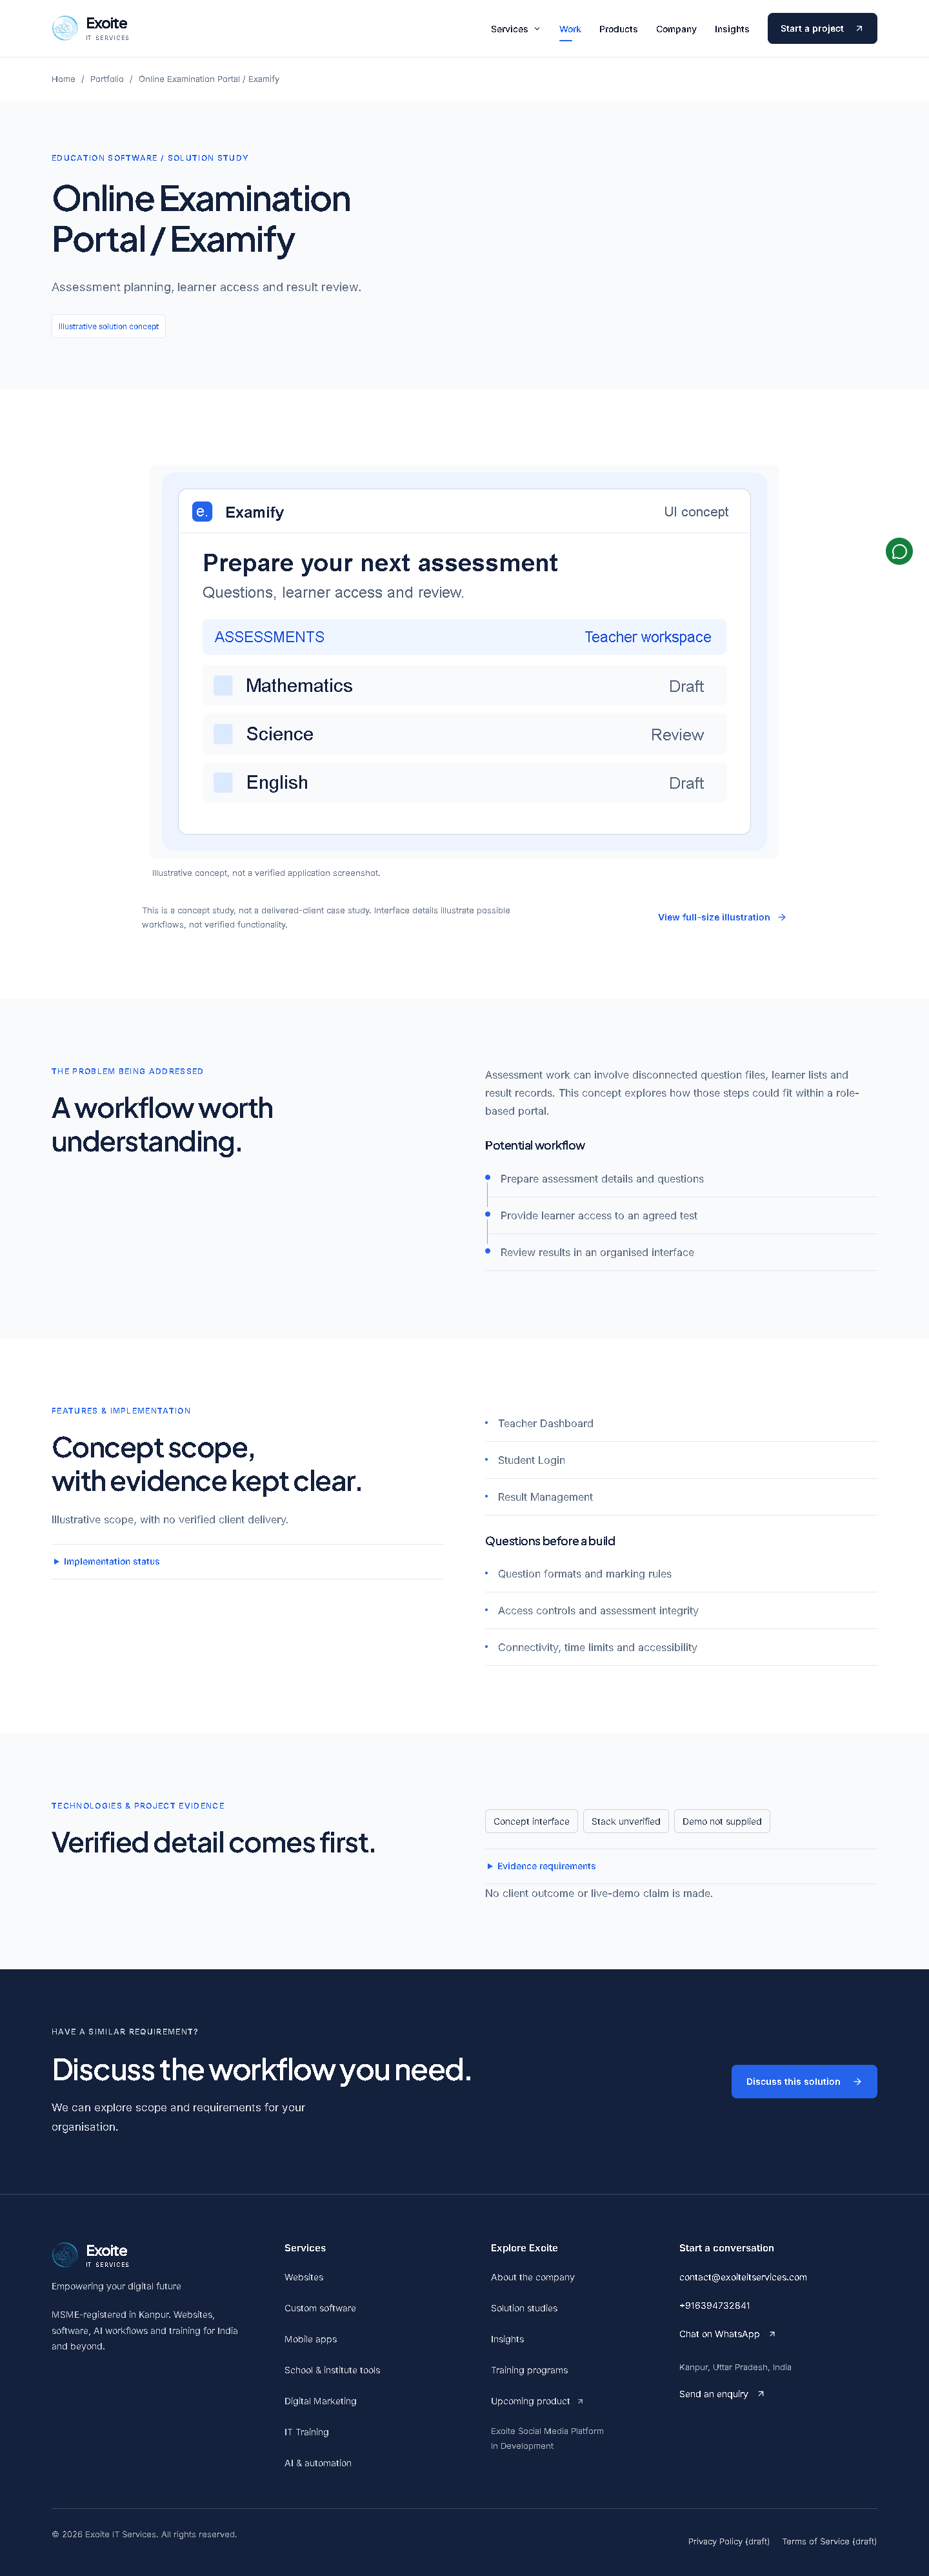 Exoite
IT SERVICES
Services
Work
Products
Company
Insights
Start a project
Home / Portfolio / Online Examination Portal / Examify
EDUCATION SOFTWARE / SOLUTION STUDY
Online Examination
Portal / Examify
Assessment planning, learner access and result review.
Illustrative solution concept
e.
Examify
UI concept
Prepare your next assessment
Questions, learner access and review.
ASSESSMENTS
Teacher workspace
Mathematics
Draft
Science
Review
English
Draft
Illustrative concept, not a verified application screenshot.
This is a concept study, not a delivered-client case study. Interface details illustrate possible
workflows, not verified functionality.
View full-size illustration
THE PROBLEM BEING ADDRESSED
A workflow worth
understanding.
Assessment work can involve disconnected question files, learner lists and
result records. This concept explores how those steps could fit within a role-
based portal.
Potential workflow
Prepare assessment details and questions
Provide learner access to an agreed test
Review results in an organised interface
FEATURES & IMPLEMENTATION
Concept scope,
with evidence kept clear.
Illustrative scope, with no verified client delivery.
Implementation status
Teacher Dashboard
Student Login
Result Management
Questions before a build
Question formats and marking rules
Access controls and assessment integrity
Connectivity, time limits and accessibility
TECHNOLOGIES & PROJECT EVIDENCE
Verified detail comes first.
Concept interface
Stack unverified
Demo not supplied
Evidence requirements
No client outcome or live-demo claim is made.
HAVE A SIMILAR REQUIREMENT?
Discuss the workflow you need.
We can explore scope and requirements for your
organisation.
Discuss this solution
Exoite
IT SERVICES
Empowering your digital future
MSME-registered in Kanpur. Websites,
software, AI workflows and training for India
and beyond.
Services
Websites
Custom software
Mobile apps
School & institute tools
Digital Marketing
IT Training
AI & automation
Explore Exoite
About the company
Solution studies
Insights
Training programs
Upcoming product
Exoite Social Media Platform
In Development
Start a conversation
contact@exoiteitservices.com
+916394732841
Chat on WhatsApp
Kanpur, Uttar Pradesh, India
Send an enquiry
© 2026 Exoite IT Services. All rights reserved.
Privacy Policy (draft)
Terms of Service (draft)